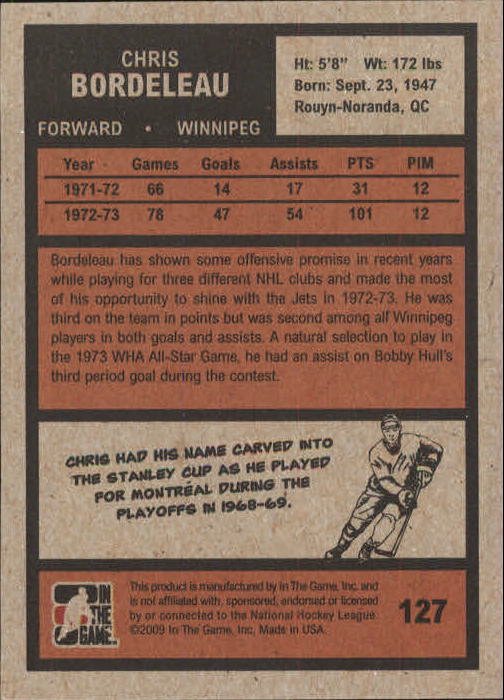 CHRIS
BORDELEAU
FORWARD • WINNIPEG
Ht: 5'8" Wt: 172 lbs
Born: Sept. 23, 1947
Rouyn-Noranda, QC
Year Games Goals Assists PTS PIM
1971-72 66 14 17 31 12
1972-73 78 47 54 101 12
Bordeleau has shown some offensive promise in recent years
while playing for three different NHL clubs and made the most
of his opportunity to shine with the Jets in 1972-73. He was
third on the team in points but was second among all Winnipeg
players in both goals and assists. A natural selection to play in
the 1973 WHA All-Star Game, he had an assist on Bobby Hull's
third period goal during the contest.
CHRIS HAD HIS NAME CARVED INTO
THE STANLEY CUP AS HE PLAYED
FOR MONTRÉAL DURING THE
PLAYOFFS IN 1968-69.
IN
THE
GAME
This product is manufactured by In The Game, Inc. and
is not affiliated with, sponsored, endorsed or licensed
by or connected to the National Hockey League.
©2009 In The Game, Inc. Made in USA.
127